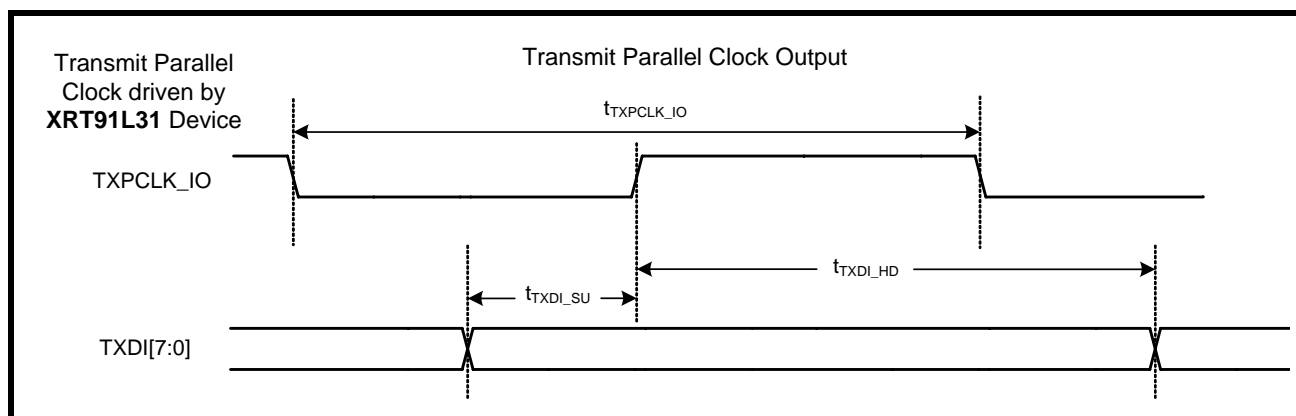 Transmit Parallel
Clock driven by
XRT91L31 Device
Transmit Parallel Clock Output
tTXPCLK_IO
TXPCLK_IO
tTXDI_HD
tTXDI_SU
TXDI[7:0]